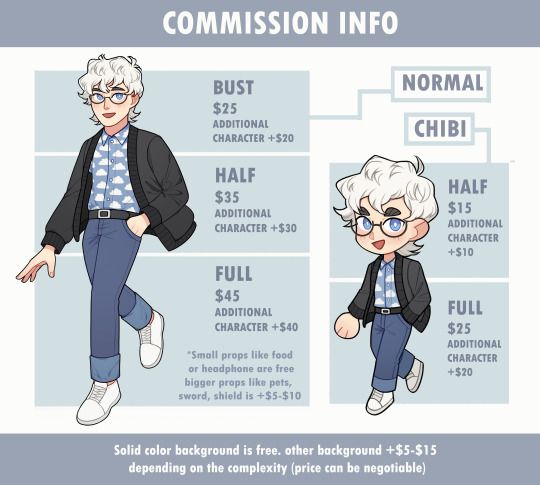 COMMISSION INFO
BUST
$25
ADDITIONAL
CHARACTER +$20
HALF
$35
ADDITIONAL
CHARACTER +$30
FULL
$45
ADDITIONAL
CHARACTER +$40
*Small props like food
or headphone are free
bigger props like pets,
sword, shield is +$5-$10
NORMAL
CHIBI
HALF
$15
ADDITIONAL
CHARACTER
+$10
FULL
$25
ADDITIONAL
CHARACTER
+$20
Solid color background is free. other background +$5-$15
depending on the complexity (price can be negotiable)